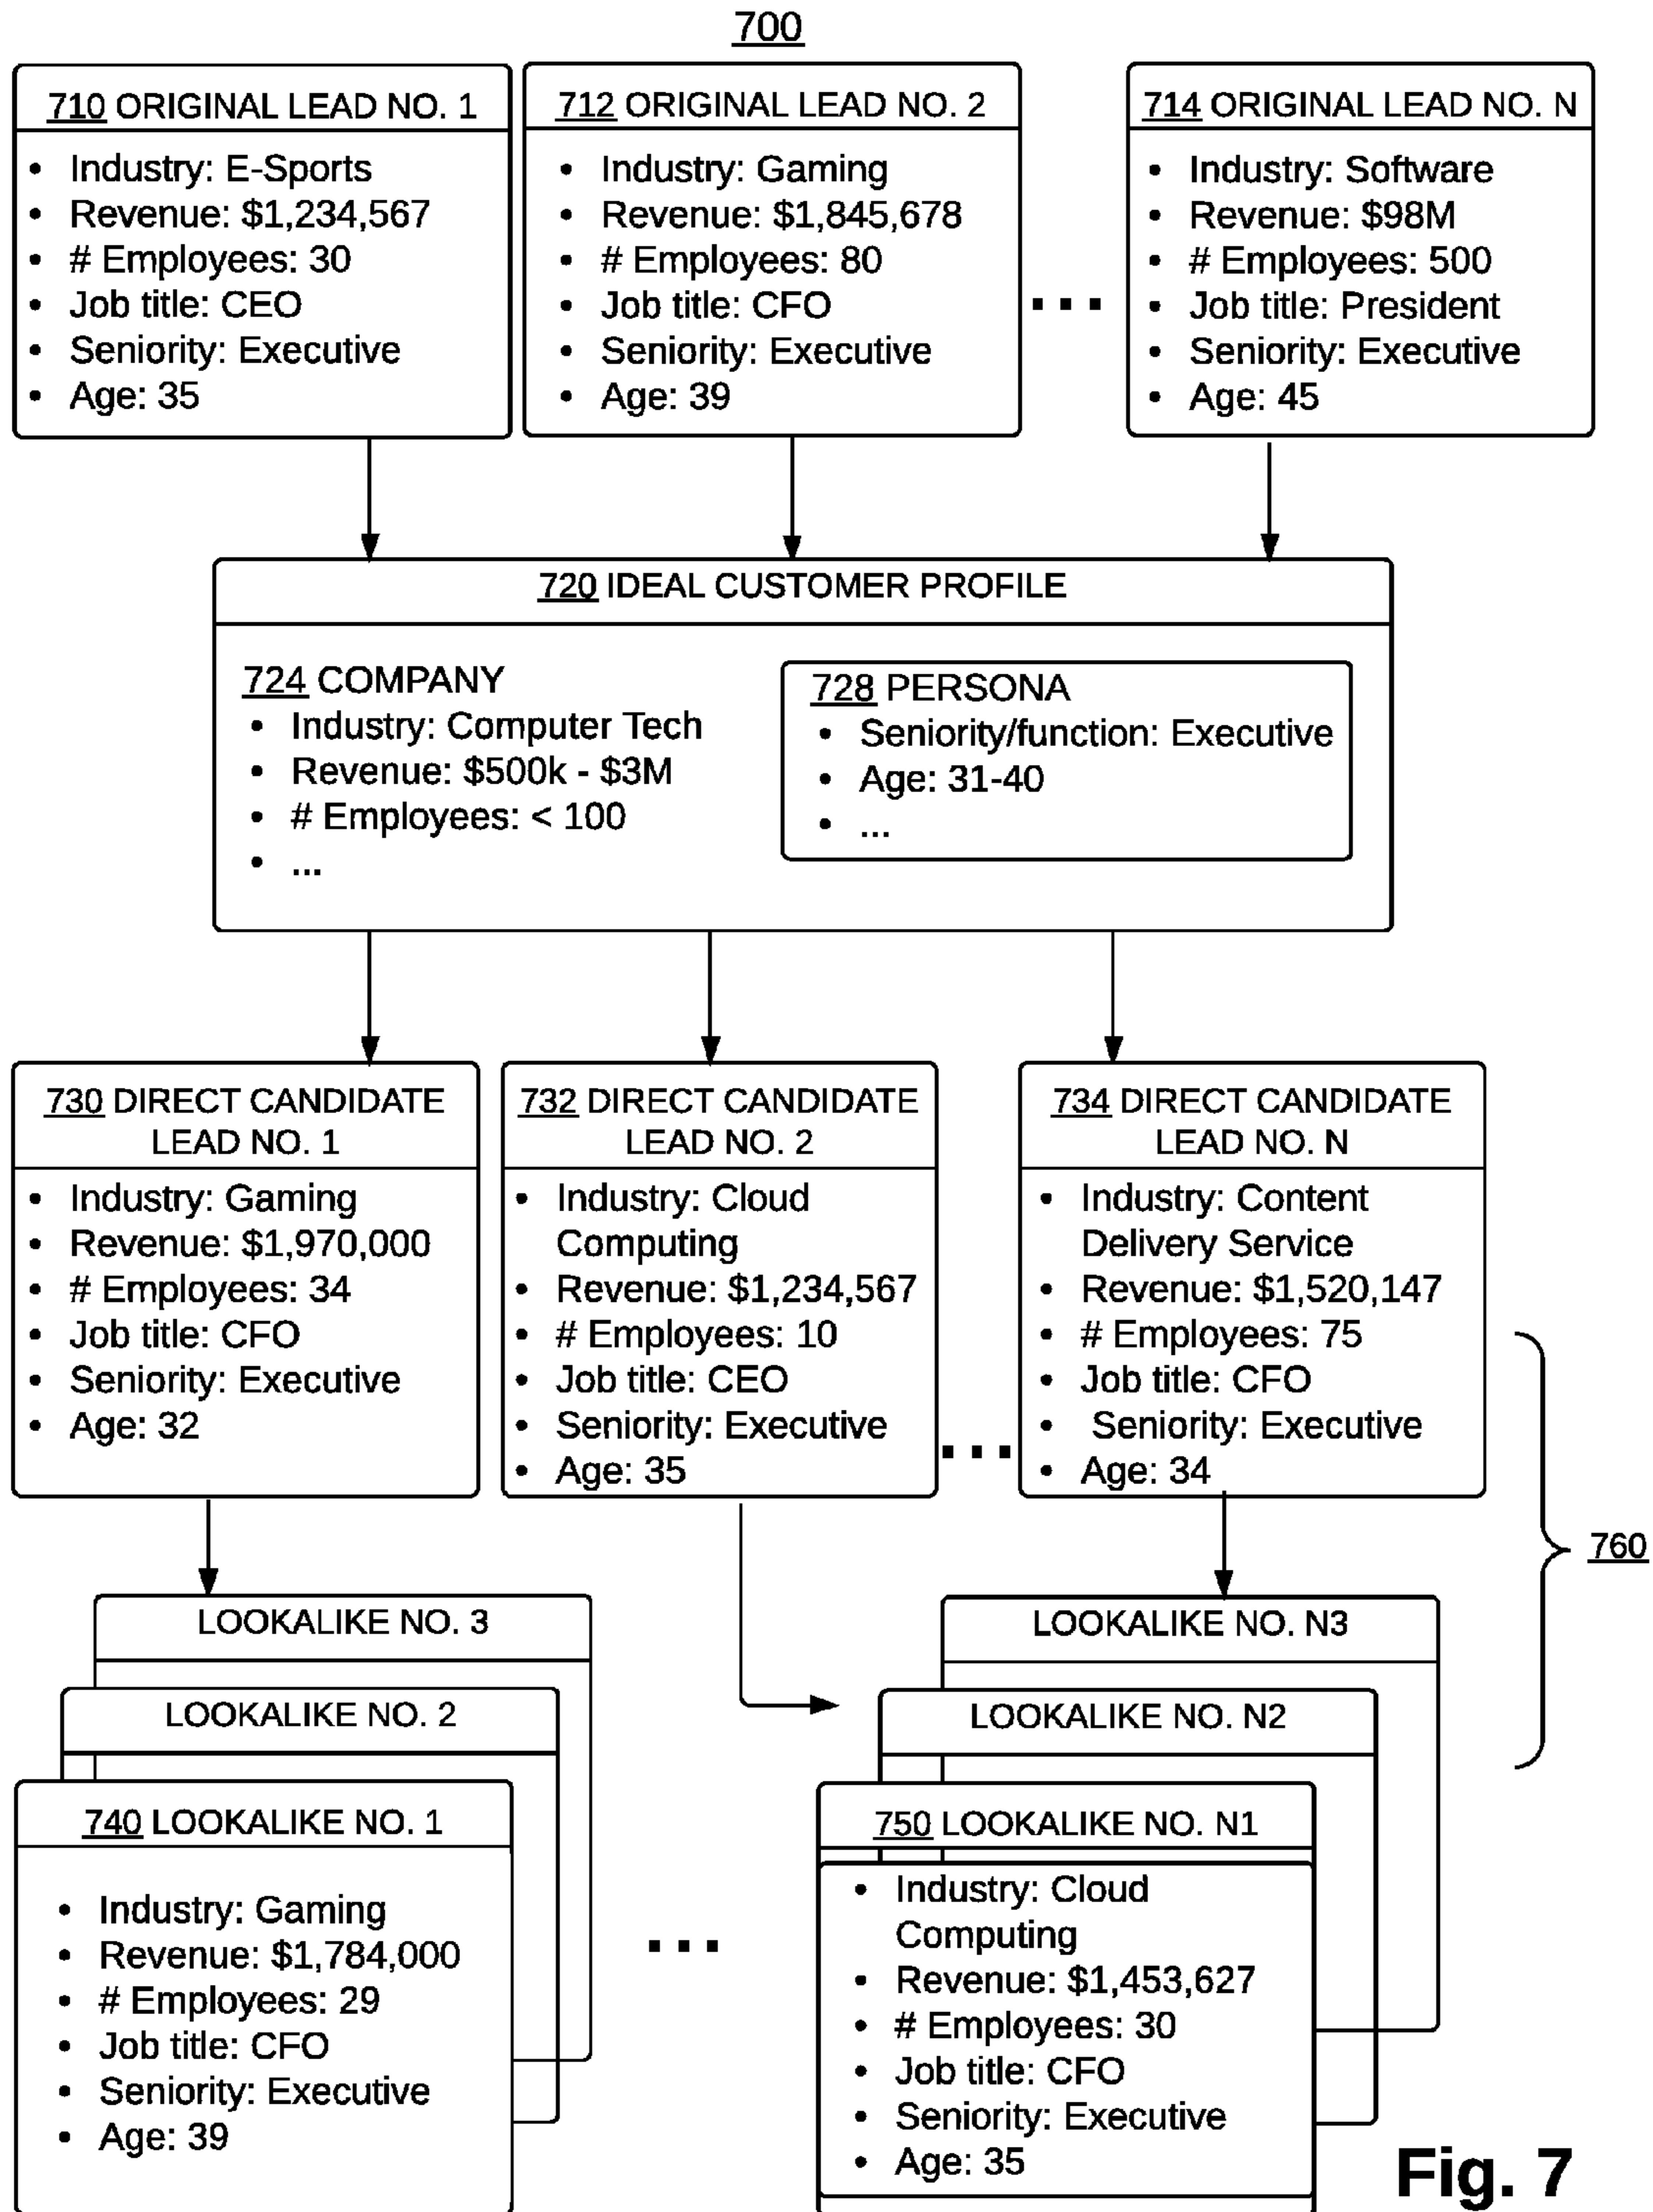 700
710 ORIGINAL LEAD NO. 1
• Industry: E-Sports
• Revenue: $1,234,567
• # Employees: 30
• Job title: CEO
• Seniority: Executive
• Age: 35
712 ORIGINAL LEAD NO. 2
• Industry: Gaming
• Revenue: $1,845,678
• # Employees: 80
• Job title: CFO
• Seniority: Executive
• Age: 39
...
714 ORIGINAL LEAD NO. N
• Industry: Software
• Revenue: $98M
• # Employees: 500
• Job title: President
• Seniority: Executive
• Age: 45
720 IDEAL CUSTOMER PROFILE
724 COMPANY
• Industry: Computer Tech
• Revenue: $500k - $3M
• # Employees: < 100
• ...
728 PERSONA
• Seniority/function: Executive
• Age: 31-40
• ...
730 DIRECT CANDIDATE
LEAD NO. 1
• Industry: Gaming
• Revenue: $1,970,000
• # Employees: 34
• Job title: CFO
• Seniority: Executive
• Age: 32
732 DIRECT CANDIDATE
LEAD NO. 2
• Industry: Cloud
Computing
• Revenue: $1,234,567
• # Employees: 10
• Job title: CEO
• Seniority: Executive
• Age: 35
...
734 DIRECT CANDIDATE
LEAD NO. N
• Industry: Content
Delivery Service
• Revenue: $1,520,147
• # Employees: 75
• Job title: CFO
• Seniority: Executive
• Age: 34
760
LOOKALIKE NO. 3
LOOKALIKE NO. 2
740 LOOKALIKE NO. 1
• Industry: Gaming
• Revenue: $1,784,000
• # Employees: 29
• Job title: CFO
• Seniority: Executive
• Age: 39
...
LOOKALIKE NO. N3
LOOKALIKE NO. N2
750 LOOKALIKE NO. N1
• Industry: Cloud
Computing
• Revenue: $1,453,627
• # Employees: 30
• Job title: CFO
• Seniority: Executive
• Age: 35
Fig. 7